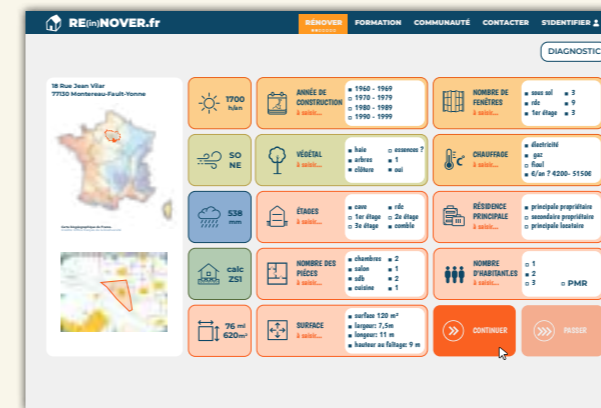 RE(in)NOVER.fr
RÉNOVER FORMATION COMMUNAUTÉ CONTACTER S'IDENTIFIER
DIAGNOSTIC
18 Rue Jean Vilar
77130 Montereau-Fault-Yonne
1700
h/an
ANNÉE DE
CONSTRUCTION
à saisir...
1960 - 1969
1970 - 1979
1980 - 1989
1990 - 1999
NOMBRE DE
FENÊTRES
à saisir...
sous sol 3
rdc 9
1er étage 3
SO
NE
VÉGÉTAL
à saisir...
haie essences ?
arbres 1
clôture oui
CHAUFFAGE
à saisir...
électricité
gaz
fioul
€/an ? 4200- 5150€
538
mm
ÉTAGES
à saisir...
cave rdc
1er étage 2e étage
3e étage comble
RÉSIDENCE
PRINCIPALE
à saisir...
principale propriétaire
secondaire propriétaire
principale locataire
calc
ZS1
NOMBRE DES
PIÈCES
à saisir...
chambres 2
salon 1
sdb 2
cuisine 1
NOMBRE
D'HABITANT.ES
à saisir...
1
2
3 PMR
76 ml
620m²
SURFACE
à saisir...
surface 120 m²
largeur: 7,5m
longeur: 11 m
hauteur au faîtage: 9 m
CONTINUER
PASSER